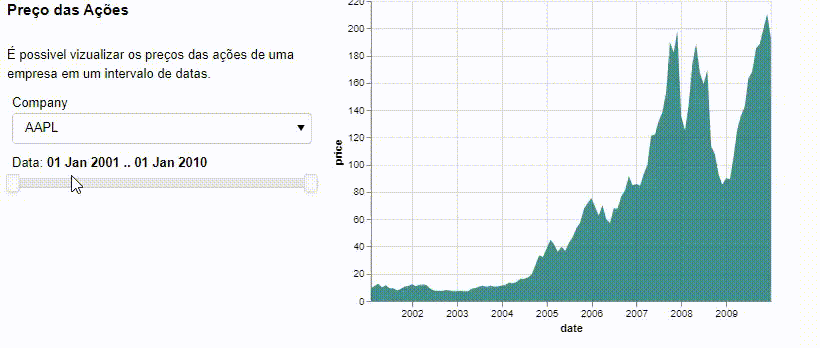 Preço das Ações
É possivel vizualizar os preços das ações de uma
empresa em um intervalo de datas.
Company
AAPL
Data: 01 Jan 2001 .. 01 Jan 2010
220
200
180
160
140
120
100
80
60
40
20
0
price
2002 2003 2004 2005 2006 2007 2008 2009
date